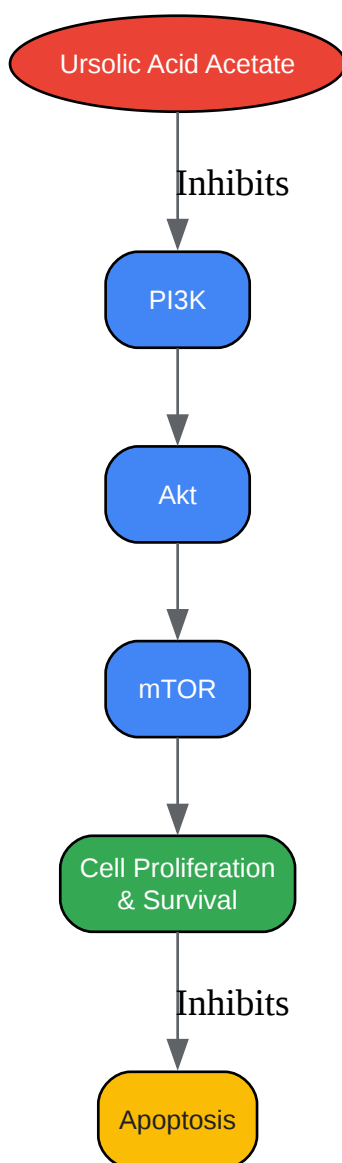 Ursolic Acid Acetate
Inhibits
PI3K
Akt
mTOR
Cell Proliferation
& Survival
Inhibits
Apoptosis